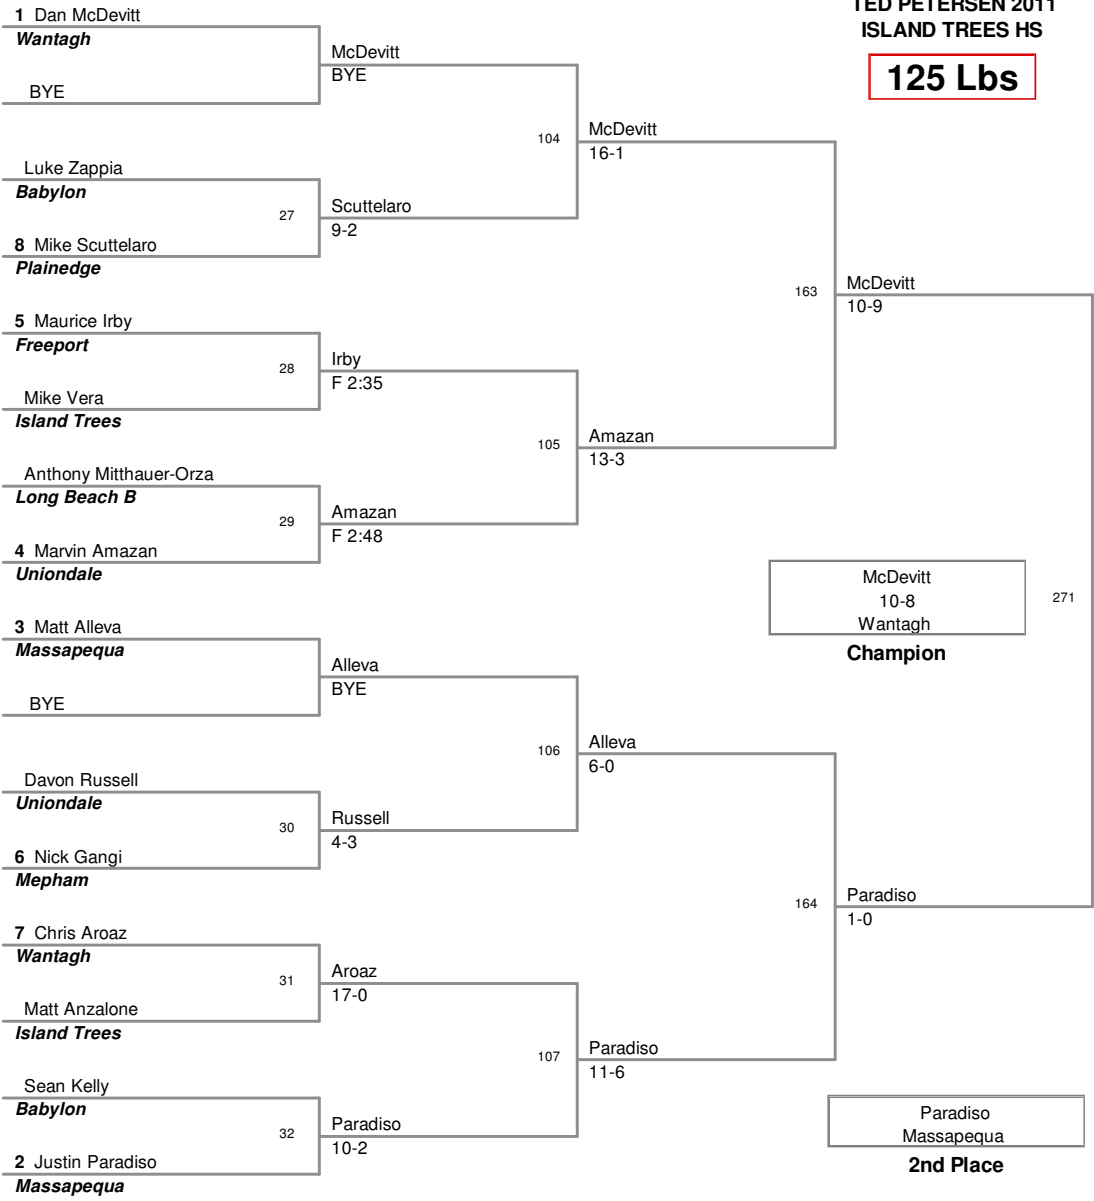 TED PETERSEN 2011
ISLAND TREES HS
125 Lbs
1 Dan McDevitt
Wantagh
BYE
Luke Zappia
Babylon
27
8 Mike Scuttelaro
Plainedge
5 Maurice Irby
Freeport
28
Mike Vera
Island Trees
Anthony Mitthauer-Orza
Long Beach B
29
4 Marvin Amazan
Uniondale
3 Matt Alleva
Massapequa
BYE
Davon Russell
Uniondale
30
6 Nick Gangi
Mepham
7 Chris Aroaz
Wantagh
31
Matt Anzalone
Island Trees
Sean Kelly
Babylon
32
2 Justin Paradiso
Massapequa
McDevitt
BYE
104
Scuttelaro
9-2
Irby
F 2:35
105
Amazan
F 2:48
Alleva
BYE
106
Russell
4-3
Aroaz
17-0
107
Paradiso
10-2
McDevitt
16-1
163
Amazan
13-3
Alleva
6-0
164
Paradiso
11-6
McDevitt
10-9
271
Paradiso
1-0
McDevitt
10-8
Wantagh
Champion
Paradiso
Massapequa
2nd Place